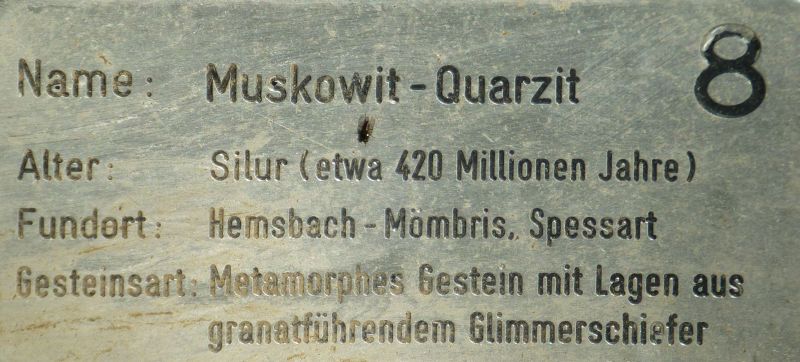 8
Name: Muskowit-Quarzit
Alter: Silur (etwa 420 Millionen Jahre)
Fundort: Hemsbach-Mömbris, Spessart
Gesteinsart: Metamorphes Gestein mit Lagen aus
granatführendem Glimmerschiefer